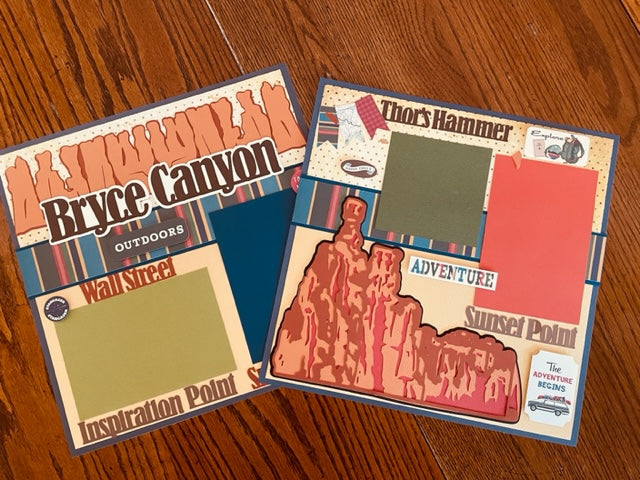 Bryce Canyon
OUTDOORS
Wall Street
Inspiration Point
Thor's Hammer
Explore
ADVENTURE
Sunset Point
The
ADVENTURE
BEGINS